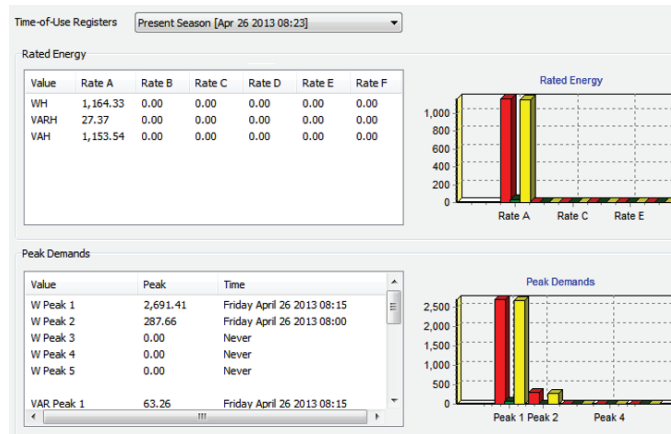 Time-of-Use Registers Present Season [Apr 26 2013 08:23]
Rated Energy
Value Rate A Rate B Rate C Rate D Rate E Rate F
WH 1,164.33 0.00 0.00 0.00 0.00 0.00
VARH 27.37 0.00 0.00 0.00 0.00 0.00
VAH 1,153.54 0.00 0.00 0.00 0.00 0.00
Rated Energy
1,000
800
600
400
200
0
Rate A Rate C Rate E
Peak Demands
Value Peak Time
W Peak 1 2,691.41 Friday April 26 2013 08:15
W Peak 2 287.66 Friday April 26 2013 08:00
W Peak 3 0.00 Never
W Peak 4 0.00 Never
W Peak 5 0.00 Never
VAR Peak 1 63.26 Friday April 26 2013 08:15
Peak Demands
2,500
2,000
1,500
1,000
500
0
Peak 1 Peak 2 Peak 4